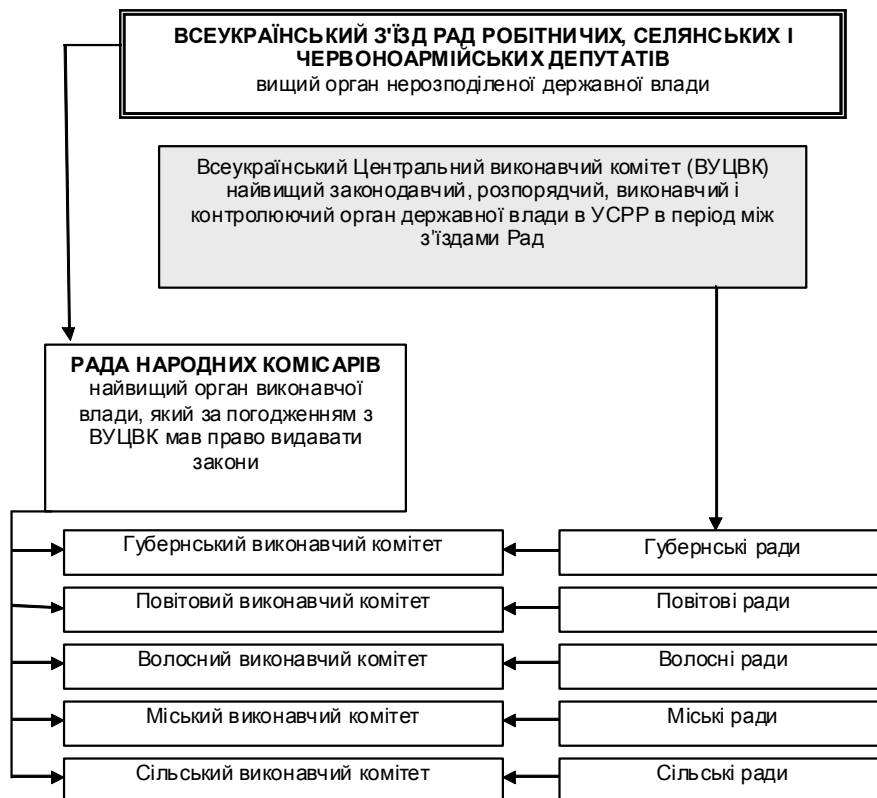 ВСЕУКРАЇНСЬКИЙ З'ЇЗД РАД РОБІТНИЧИХ, СЕЛЯНСЬКИХ І
ЧЕРВОНОАРМІЙСЬКИХ ДЕПУТАТІВ
вищий орган нерозподіленої державної влади
Всеукраїнський Центральний виконавчий комітет (ВУЦВК)
найвищий законодавчий, розпорядчий, виконавчий і
контролюючий орган державної влади в УСРР в період між
з'їздами Рад
РАДА НАРОДНИХ КОМІСАРІВ
найвищий орган виконавчої
влади, який за погодженням з
ВУЦВК мав право видавати
закони
Губернський виконавчий комітет
Губернські ради
Повітовий виконавчий комітет
Повітові ради
Волосний виконавчий комітет
Волосні ради
Міський виконавчий комітет
Міські ради
Сільський виконавчий комітет
Сільські ради